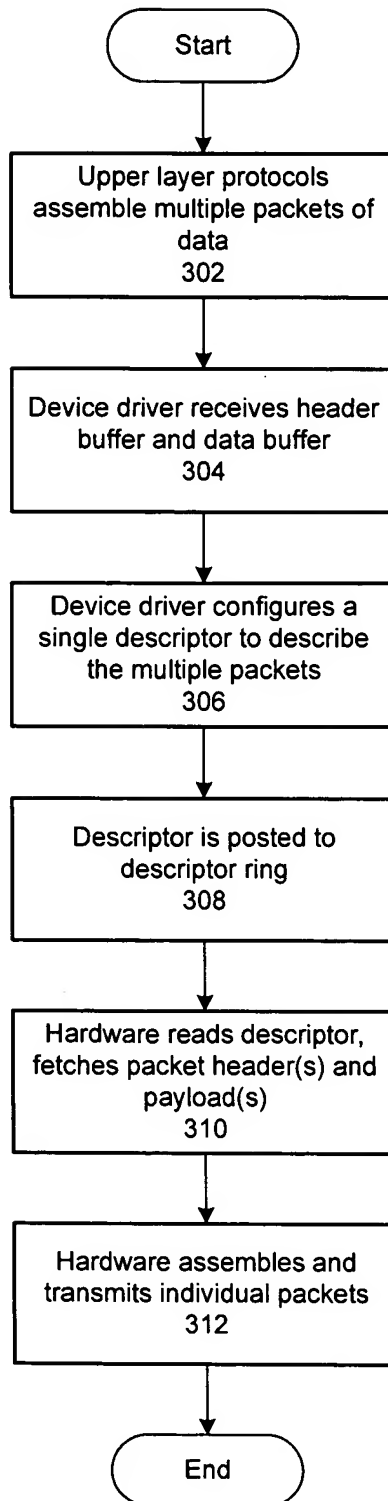 Start
Upper layer protocols
assemble multiple packets of
data
302
Device driver receives header
buffer and data buffer
304
Device driver configures a
single descriptor to describe
the multiple packets
306
Descriptor is posted to
descriptor ring
308
Hardware reads descriptor,
fetches packet header(s) and
payload(s)
310
Hardware assembles and
transmits individual packets
312
End